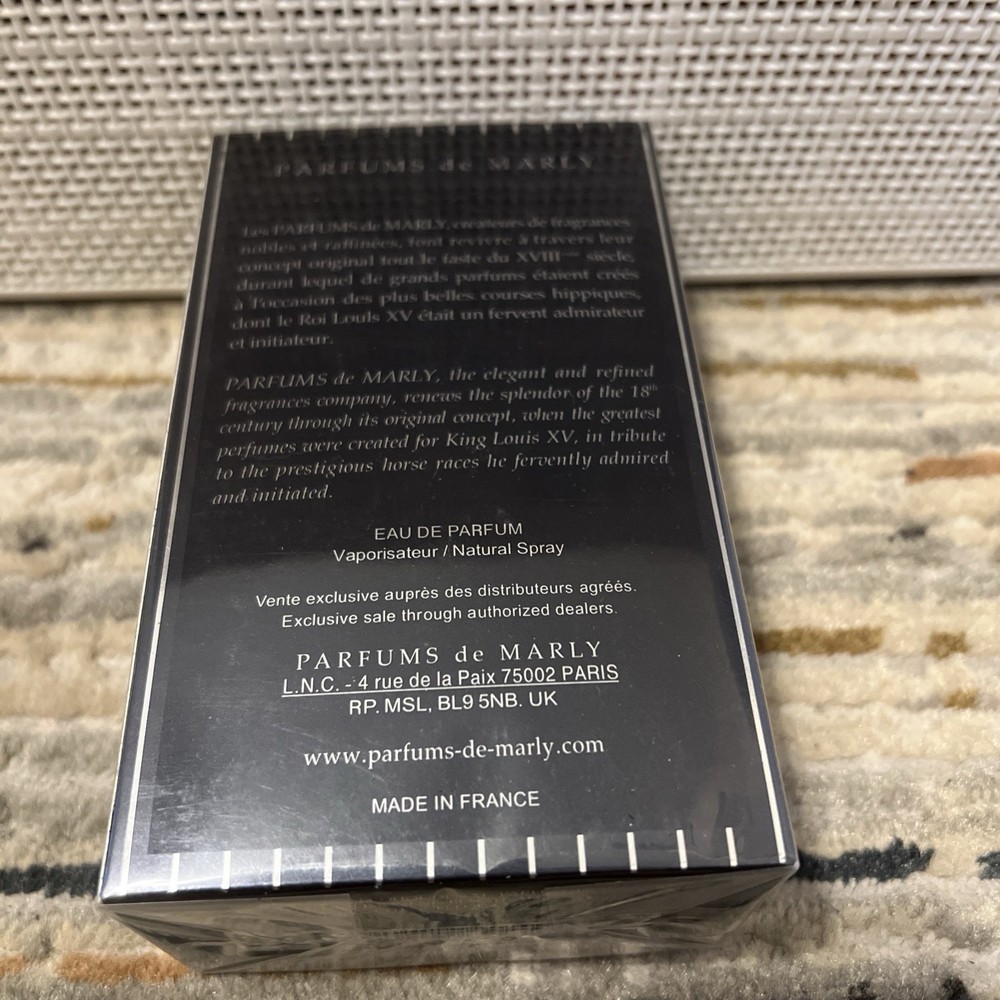 PARFUMS de MARLY
Les PARFUMS de MARLY, créateurs de fragrances
nobles et raffinées, font revivre à travers leur
concept original tout le faste du XVIIIème siècle,
durant lequel de grands parfums étaient créés
à l'occasion des plus belles courses hippiques,
dont le Roi Louis XV était un fervent admirateur
et initiateur.
PARFUMS de MARLY, the elegant and refined
fragrances company, renews the splendor of the 18th
century through its original concept, when the greatest
perfumes were created for King Louis XV, in tribute
to the prestigious horse races he fervently admired
and initiated.
EAU DE PARFUM
Vaporisateur / Natural Spray
Vente exclusive auprès des distributeurs agréés.
Exclusive sale through authorized dealers.
PARFUMS de MARLY
L.N.C. - 4 rue de la Paix 75002 PARIS
RP. MSL, BL9 5NB. UK
www.parfums-de-marly.com
MADE IN FRANCE